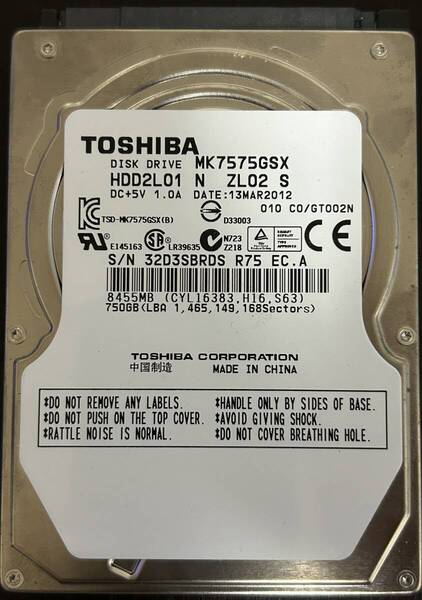 TOSHIBA
DISK DRIVE MK7575GSX
HDD2L01 N ZL02 S
DC+5V 1.0A DATE:13MAR2012
010 C0/GT002N
TSD-MK7575GSX(B) D33003
E145163 LR39635 N723 Z218 CE
S/N 32D3SBRDS R75 EC.A
8455MB (CYL16383,H16,S63)
750GB(LBA 1,465,149,168Sectors)
TOSHIBA CORPORATION
中国制造 MADE IN CHINA
*DO NOT REMOVE ANY LABELS. *HANDLE ONLY BY SIDES OF BASE.
*DO NOT PUSH ON THE TOP COVER. *AVOID GIVING SHOCK.
*RATTLE NOISE IS NORMAL. *DO NOT COVER BREATHING HOLE.